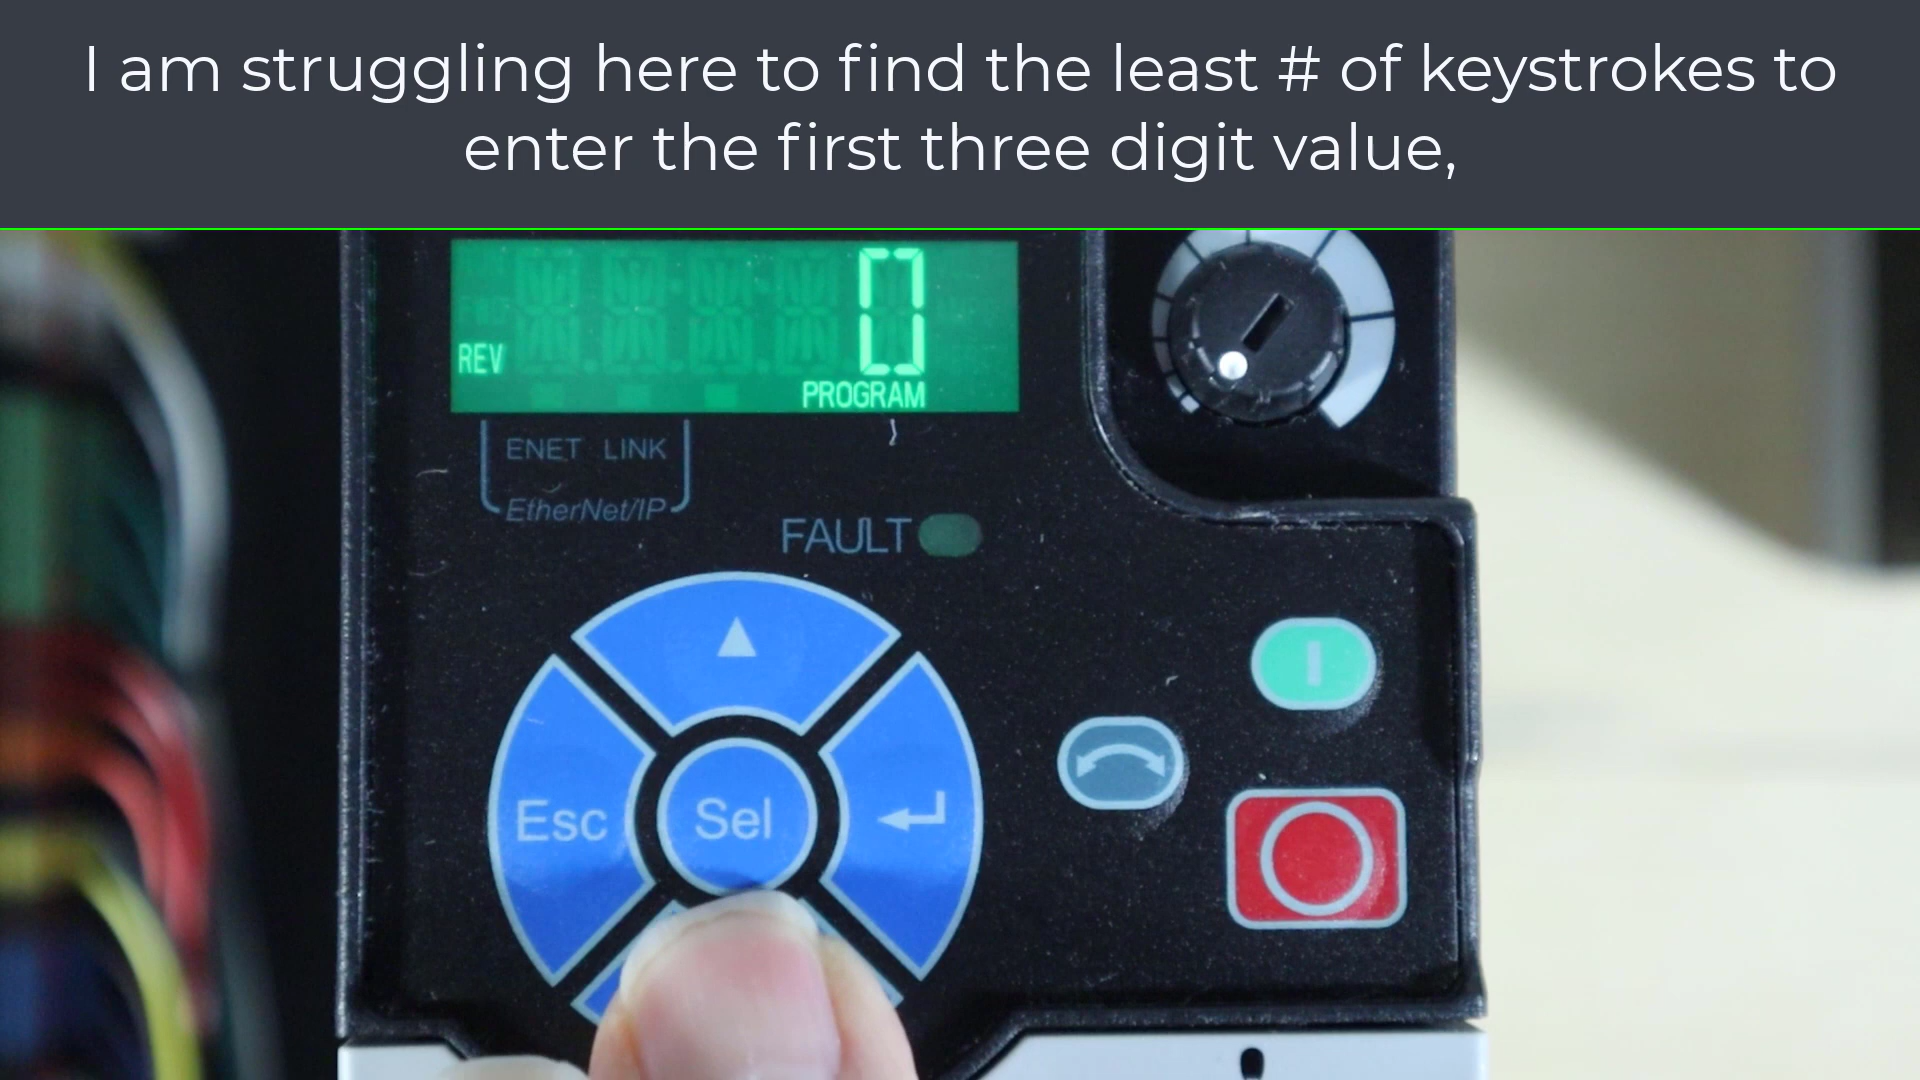 I am struggling here to find the least # of keystrokes to
enter the first three digit value,
0
REV
PROGRAM
ENET LINK
EtherNet/IP
FAULT
Esc
Sel